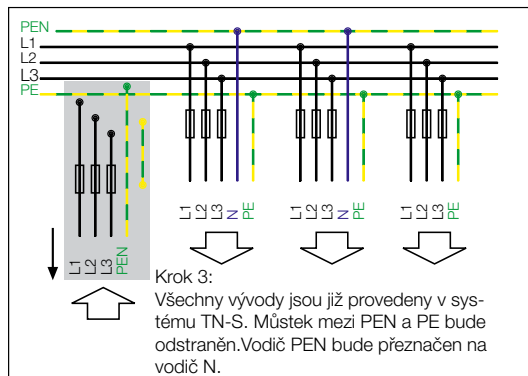 PEN
L1
L2
L3
PE
L1 L2 L3 PEN
L1 L2 L3 N PE
L1 L2 L3 N PE
L1 L2 L3 PE
Krok 3:
Všechny vývody jsou již provedeny v sys-
tému TN-S. Můstek mezi PEN a PE bude
odstraněn.Vodič PEN bude přeznačen na
vodič N.